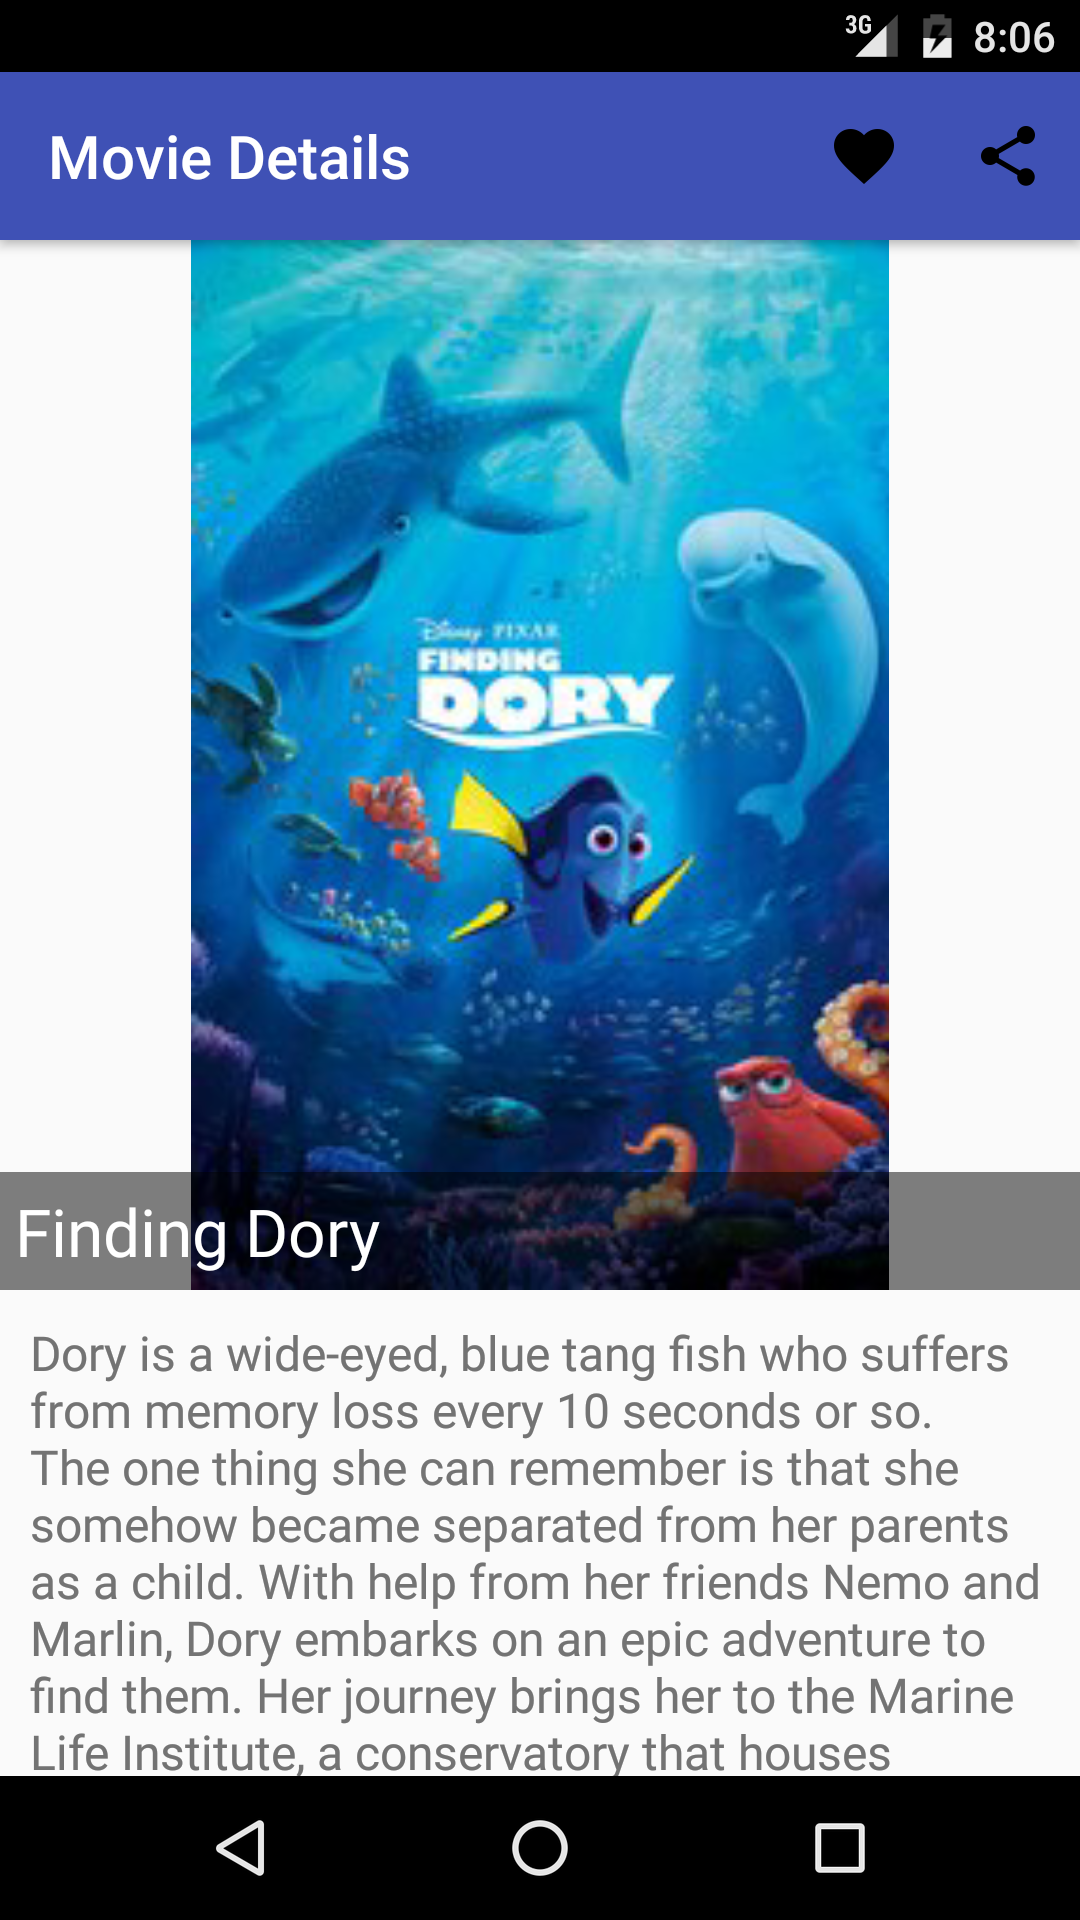 3G 8:06
Movie Details
Disney PIXAR
FINDING
DORY
Finding Dory
Dory is a wide-eyed, blue tang fish who suffers
from memory loss every 10 seconds or so.
The one thing she can remember is that she
somehow became separated from her parents
as a child. With help from her friends Nemo and
Marlin, Dory embarks on an epic adventure to
find them. Her journey brings her to the Marine
Life Institute, a conservatory that houses